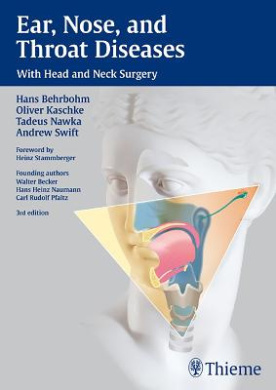 Ear, Nose, and
Throat Diseases
With Head and Neck Surgery
Hans Behrbohm
Oliver Kaschke
Tadeus Nawka
Andrew Swift
Foreword by
Heinz Stammberger
Founding authors
Walter Becker
Hans Heinz Naumann
Carl Rudolf Pfaltz
3rd edition
Thieme